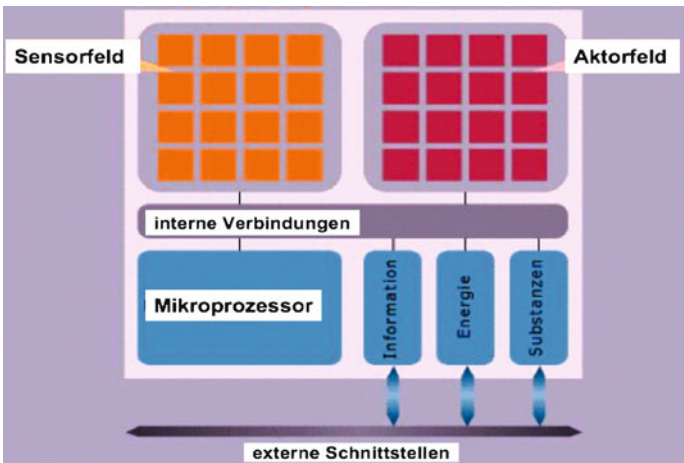 Sensorfeld
Aktorfeld
interne Verbindungen
Mikroprozessor
Information
Energie
Substanzen
externe Schnittstellen